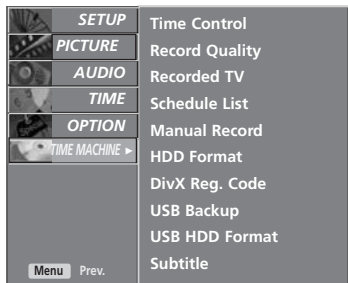 SETUP
PICTURE
AUDIO
TIME
OPTION
TIME MACHINE ►
Menu Prev.
Time Control
Record Quality
Recorded TV
Schedule List
Manual Record
HDD Format
DivX Reg. Code
USB Backup
USB HDD Format
Subtitle